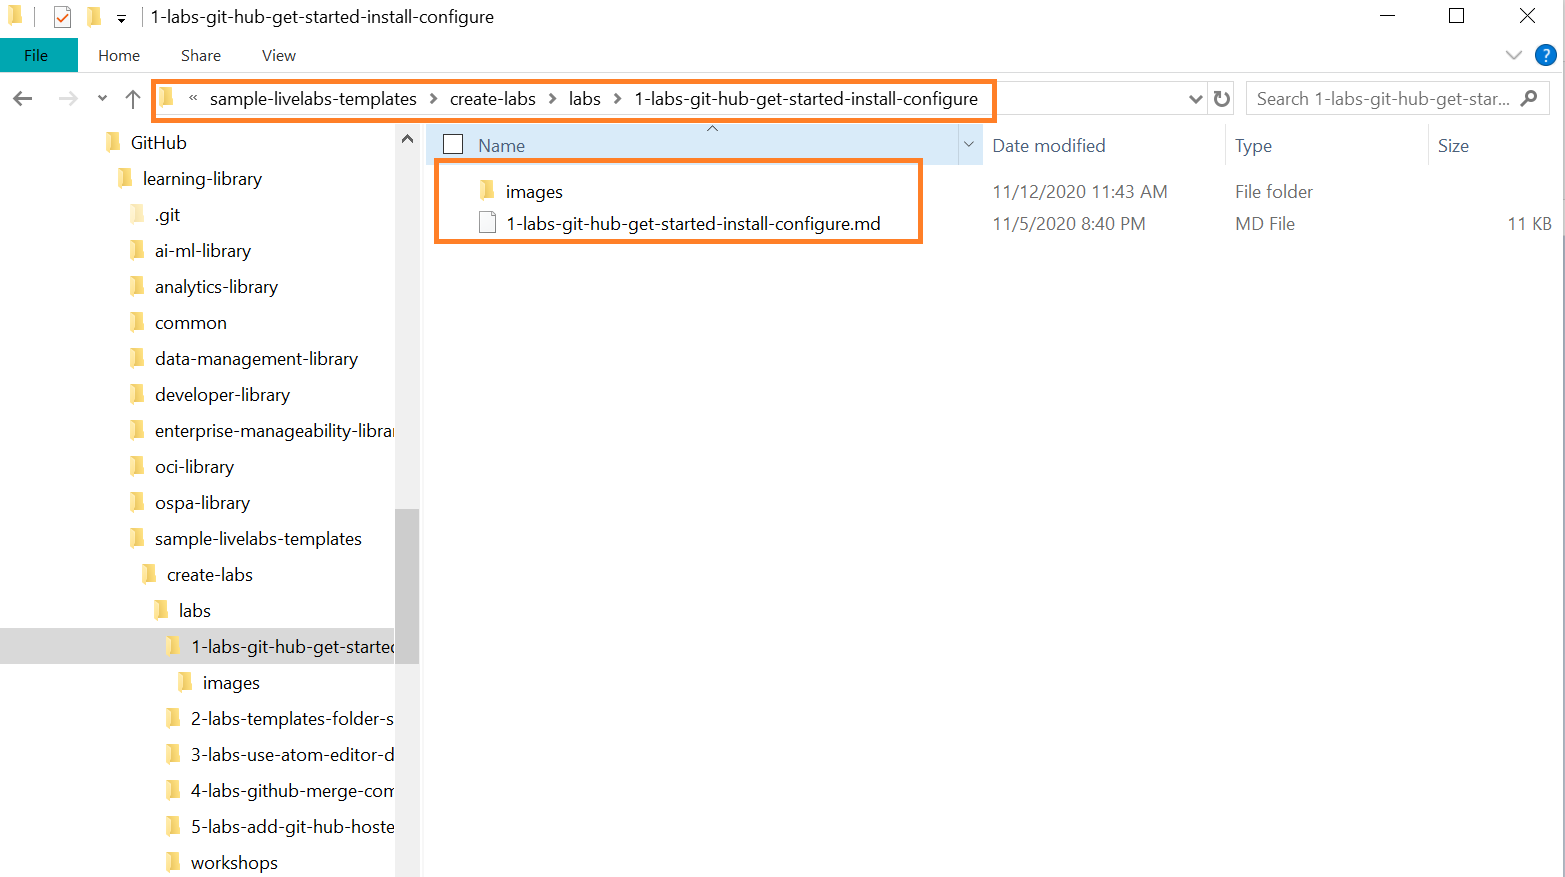 1-labs-git-hub-get-started-install-configure
File Home Share View
« sample-livelabs-templates > create-labs > labs > 1-labs-git-hub-get-started-install-configure
Search 1-labs-git-hub-get-star...
GitHub
learning-library
.git
ai-ml-library
analytics-library
common
data-management-library
developer-library
enterprise-manageability-librar
oci-library
ospa-library
sample-livelabs-templates
create-labs
labs
1-labs-git-hub-get-started
images
2-labs-templates-folder-s
3-labs-use-atom-editor-d
4-labs-github-merge-com
5-labs-add-git-hub-hoste
workshops
Name Date modified Type Size
images 11/12/2020 11:43 AM File folder
1-labs-git-hub-get-started-install-configure.md 11/5/2020 8:40 PM MD File 11 KB